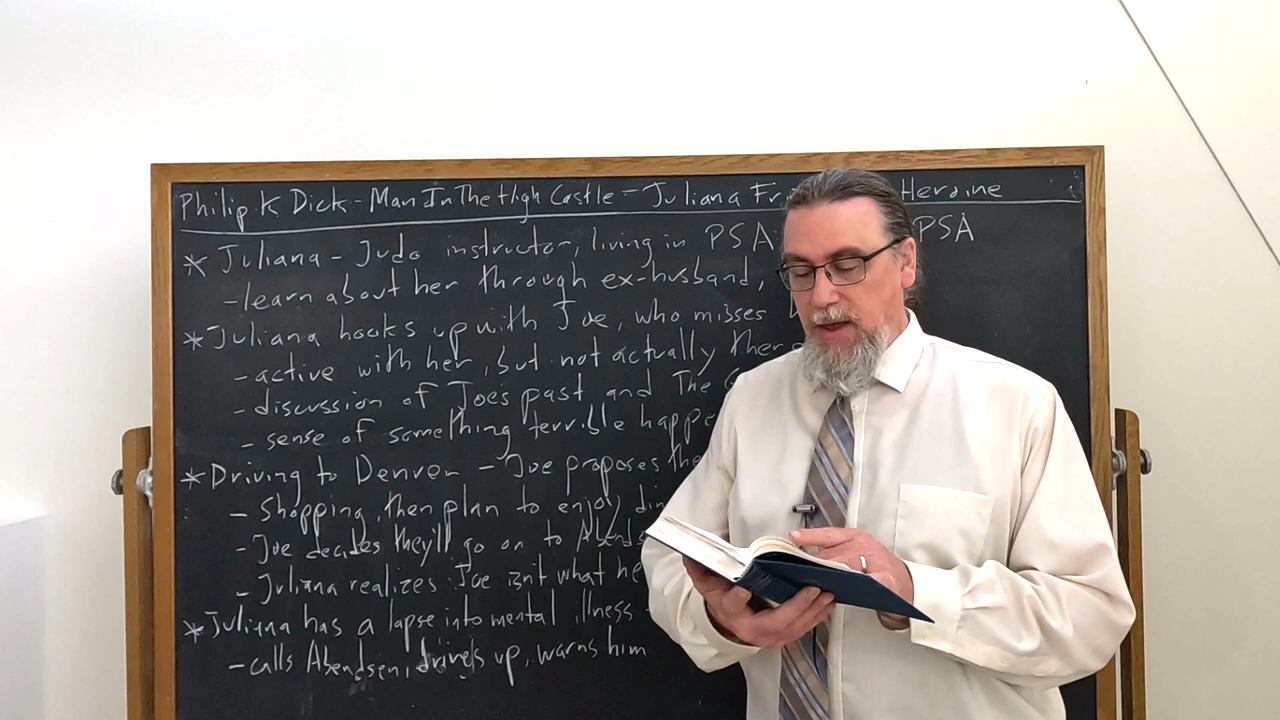 Philip K Dick - Man In The High Castle - Juliana Fr Heroine
* Juliana - Judo instructor, living in PSA PSA
- learn about her through ex-husband,
* Juliana hooks up with Joe, who misses
- active with her, but not actually there
- discussion of Joe's past and The G
- sense of something terrible happe
* Driving to Denver - Joe proposes the
- shopping, then plan to enjoy din
- Joe decides they'll go on to Abends
- Juliana realizes Joe isn't what he
* Juliana has a lapse into mental illness -
- calls Abendsen, drives up, warns him